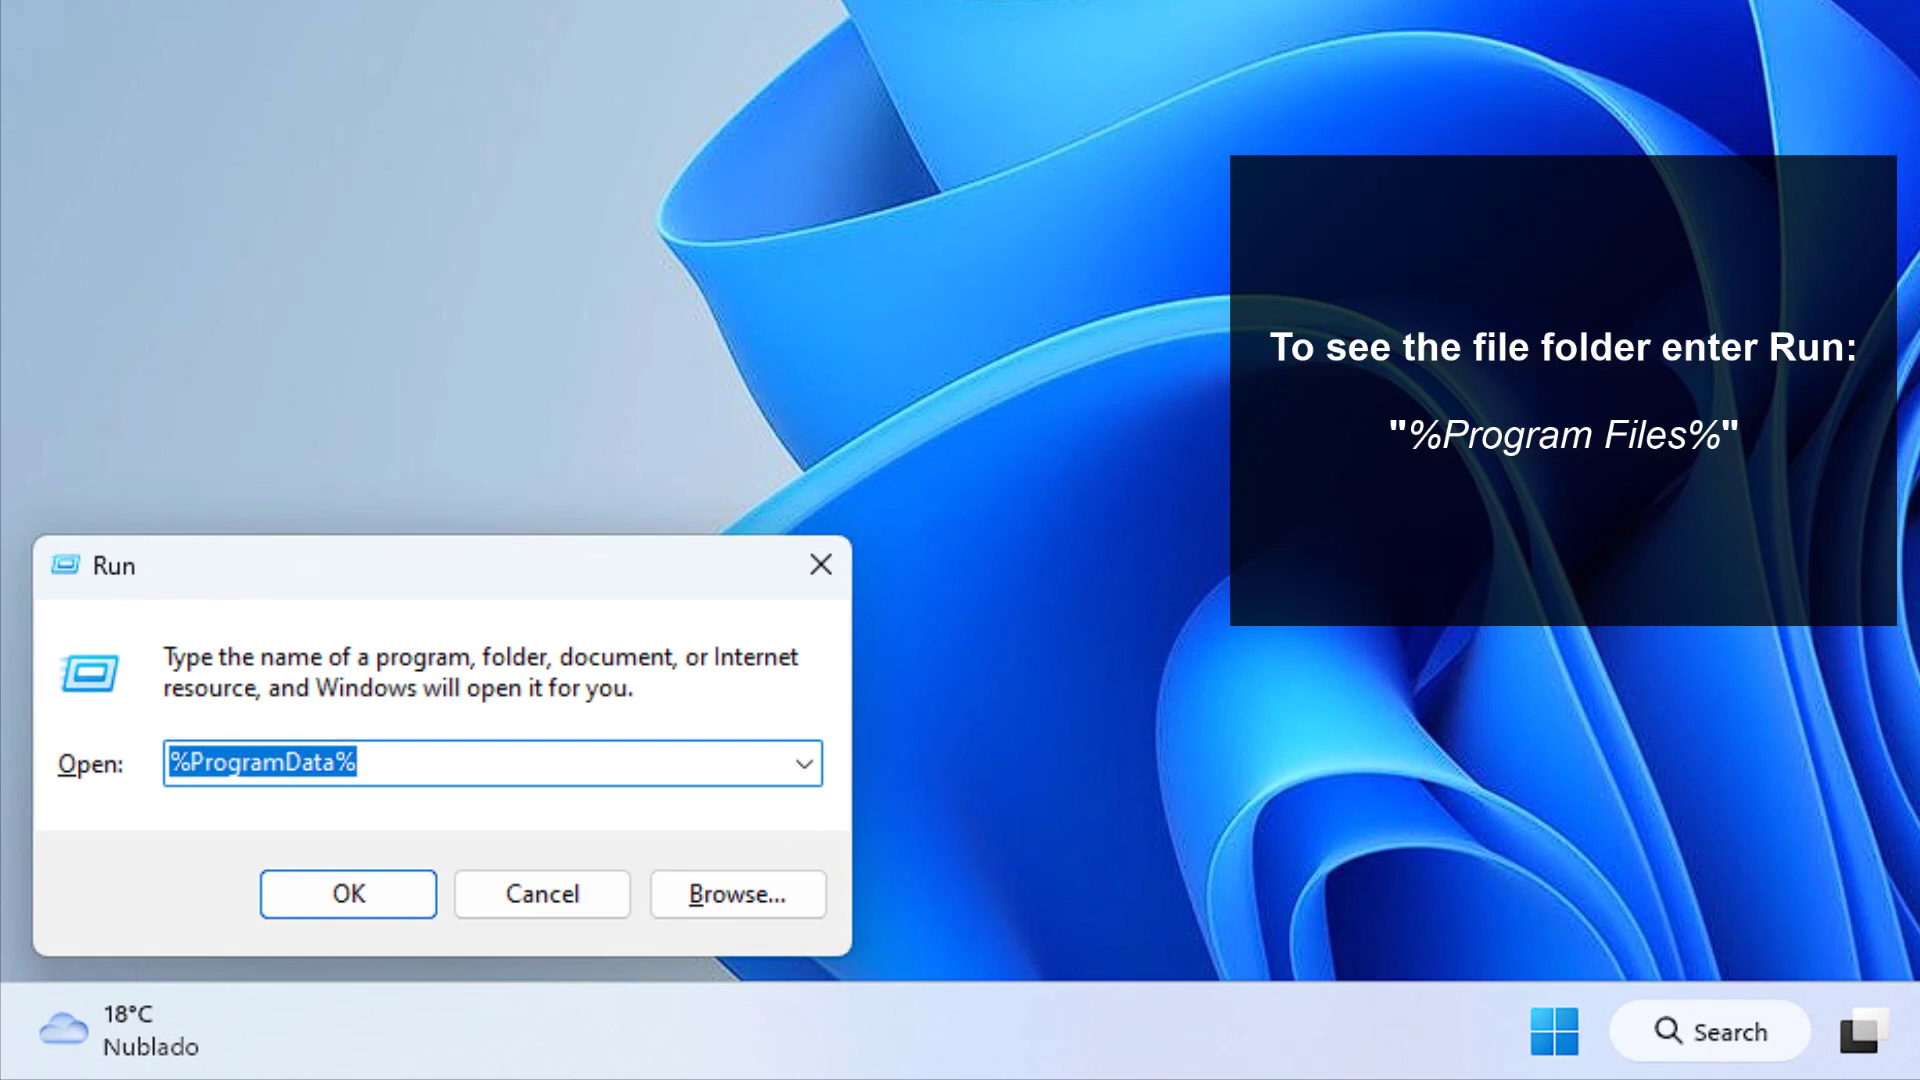 To see the file folder enter Run:
"%Program Files%"
Run
Type the name of a program, folder, document, or Internet
resource, and Windows will open it for you.
Open:
%ProgramData%
OK
Cancel
Browse...
18°C
Nublado
Search